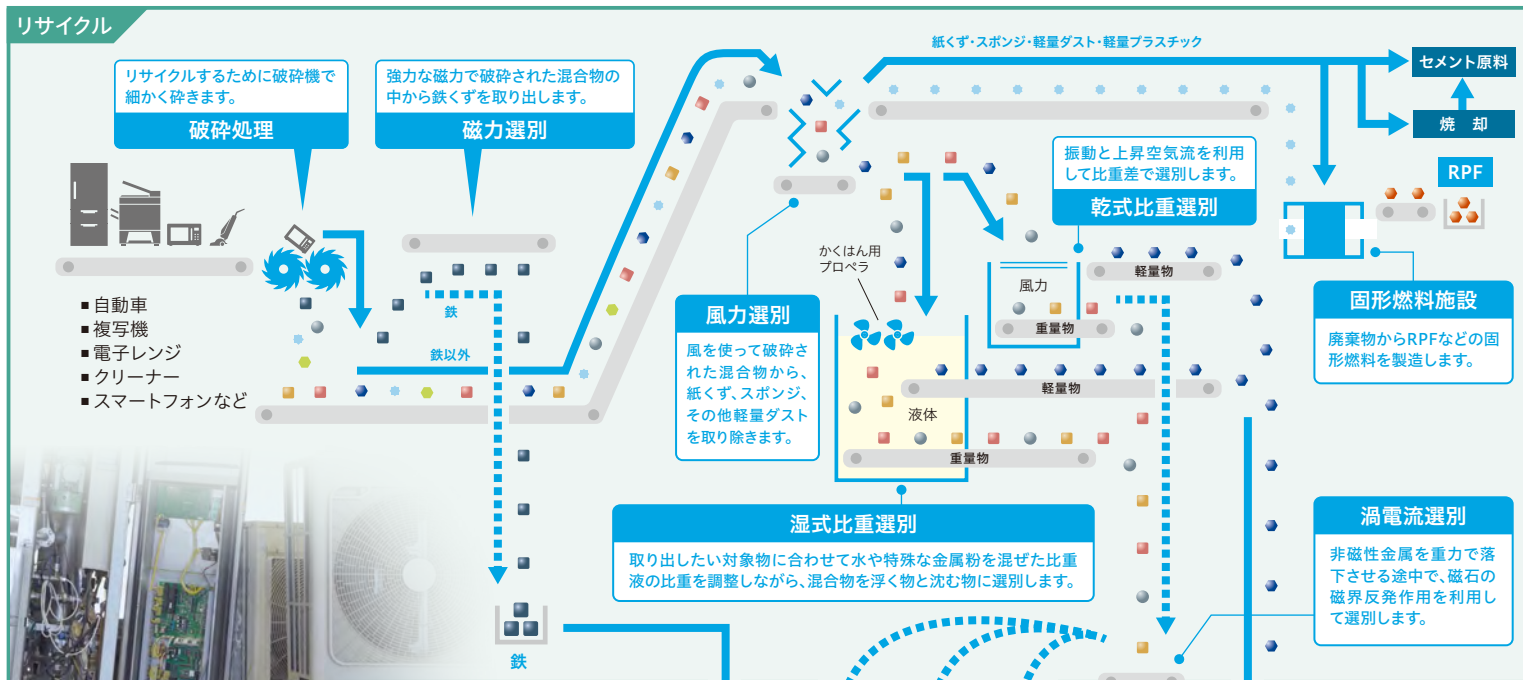 リサイクル
リサイクルするために破砕機で
細かく砕きます。
破砕処理
強力な磁力で破砕された混合物の
中から鉄くずを取り出します。
磁力選別
紙くず・スポンジ・軽量ダスト・軽量プラスチック
セメント原料
焼 却
RPF
振動と上昇空気流を利用
して比重差で選別します。
乾式比重選別
かくはん用
プロペラ
風力
軽量物
重量物
■自動車
■複写機
■電子レンジ
■クリーナー
■スマートフォンなど
鉄
鉄以外
風力選別
風を使って破砕さ
れた混合物から、
紙くず、スポンジ、
その他軽量ダスト
を取り除きます。
固形燃料施設
廃棄物からRPFなどの固
形燃料を製造します。
軽量物
液体
重量物
湿式比重選別
取り出したい対象物に合わせて水や特殊な金属粉を混ぜた比重
液の比重を調整しながら、混合物を浮く物と沈む物に選別します。
渦電流選別
非磁性金属を重力で落
下させる途中で、磁石の
磁界反発作用を利用し
て選別します。
鉄